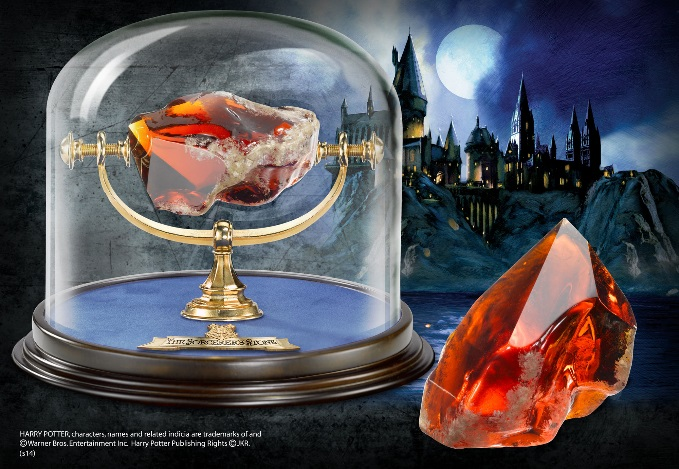 THE SORCERER'S STONE
HARRY POTTER, characters, names and related indicia are trademarks of and
©Warner Bros. Entertainment Inc. Harry Potter Publishing Rights ©JKR.
(s14)